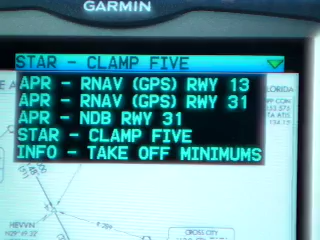 GARMIN
STAR - CLAMP FIVE
APR - RNAV (GPS) RWY 13
APR - RNAV (GPS) RWY 31
APR - NDB RWY 31
STAR - CLAMP FIVE
INFO - TAKE OFF MINIMUMS
HEVVN
CROSS CITY